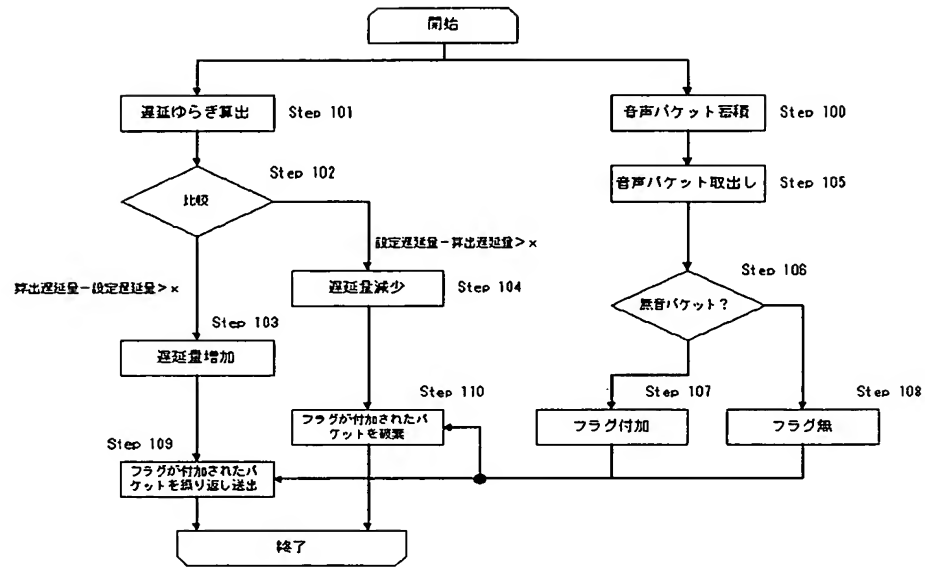 開始
遅延ゆらぎ算出
Step 101
音声パケット蓄積
Step 100
Step 102
比較
音声パケット取出し
Step 105
設定遅延量-算出遅延量>x
Step 106
算出遅延量-設定遅延量>x
遅延量減少
Step 104
無音パケット?
Step 103
遅延量増加
Step 110
Step 107
Step 108
フラグが付加されたパ
ケットを破棄
フラグ付加
フラグ無
Step 109
フラグが付加されたパ
ケットを繰り返し送出
終了